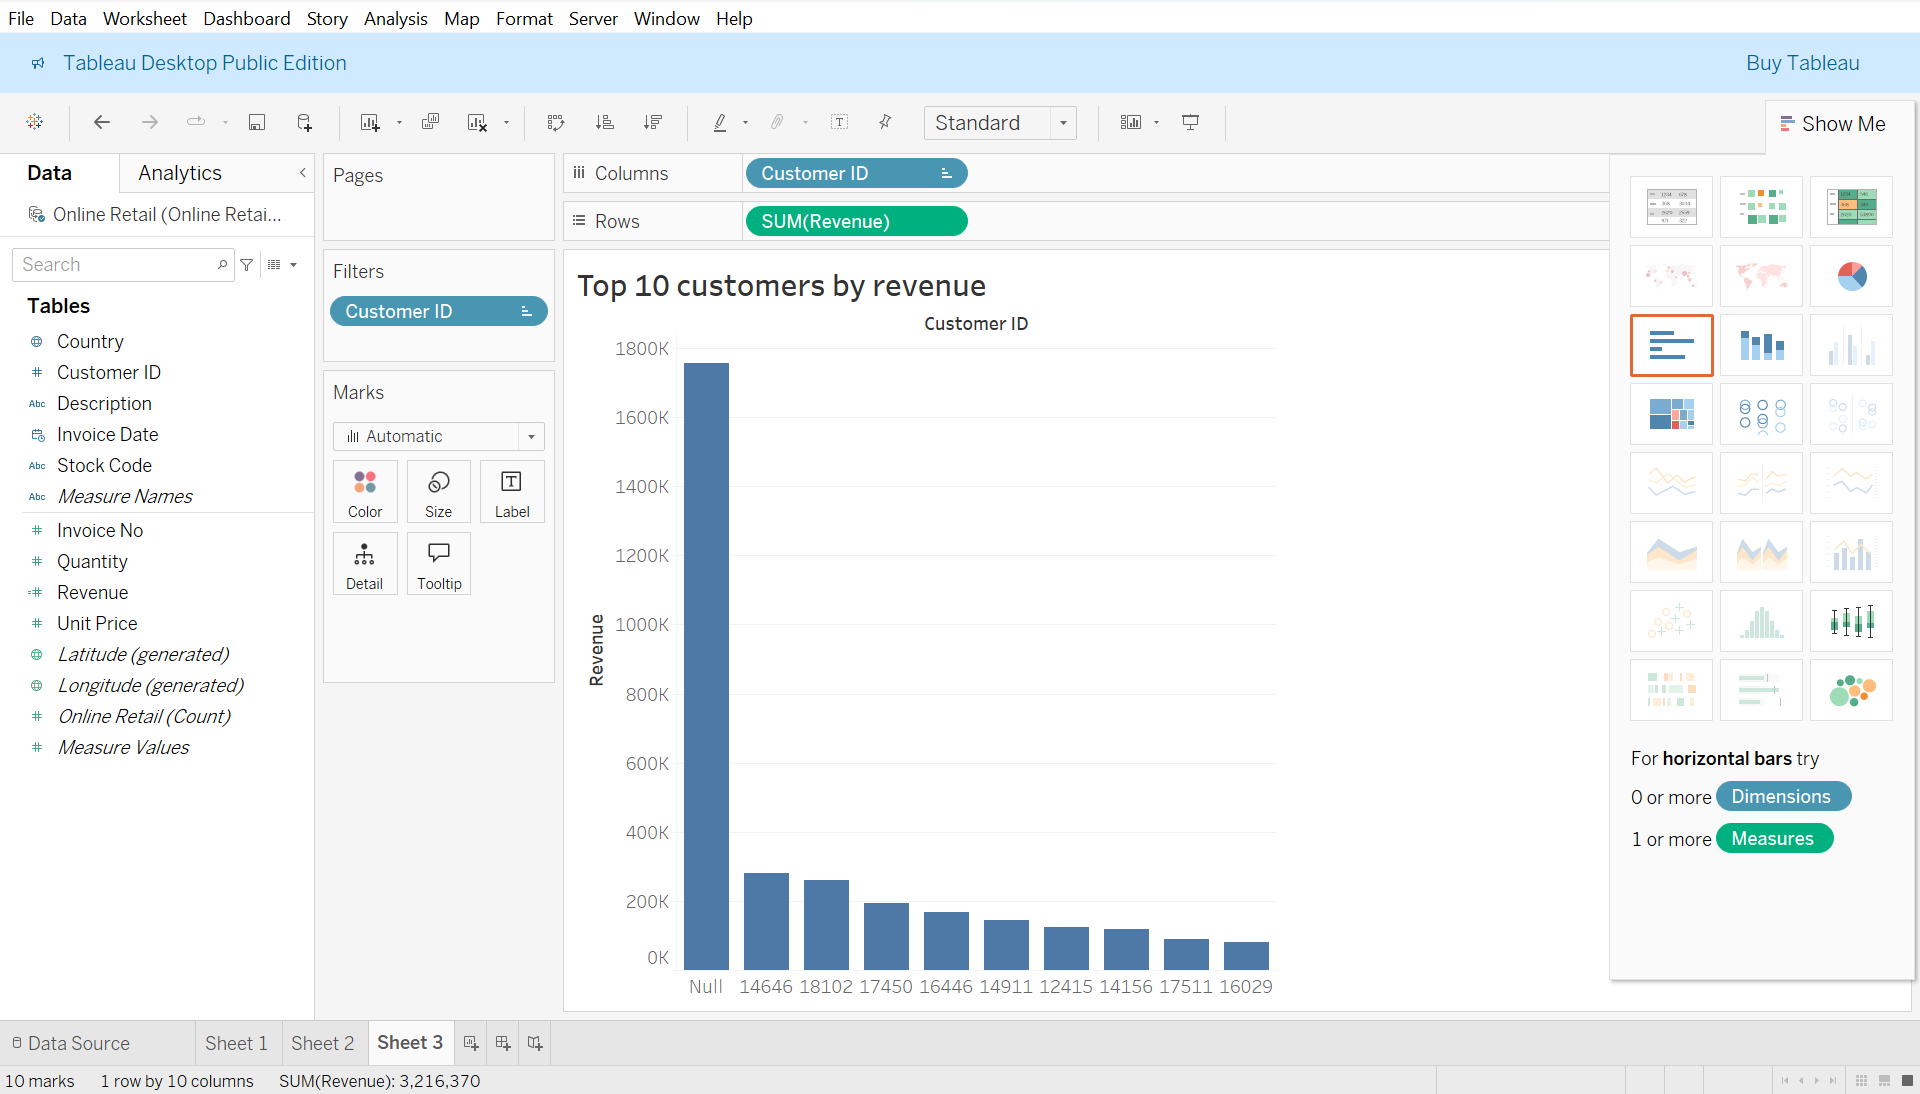 File Data Worksheet Dashboard Story Analysis Map Format Server Window Help
Tableau Desktop Public Edition
Buy Tableau
Standard
Show Me
Data
Analytics
Online Retail (Online Retai...
Search
Tables
Country
Customer ID
Abc Description
Invoice Date
Abc Stock Code
Abc Measure Names
Invoice No
Quantity
Revenue
Unit Price
Latitude (generated)
Longitude (generated)
Online Retail (Count)
Measure Values
Pages
Filters
Customer ID
Marks
Automatic
Color
Size
Label
Detail
Tooltip
Columns
Customer ID
Rows
SUM(Revenue)
Top 10 customers by revenue
Customer ID
Revenue
1800K
1600K
1400K
1200K
1000K
800K
600K
400K
200K
0K
Null 14646 18102 17450 16446 14911 12415 14156 17511 16029
For horizontal bars try
0 or more Dimensions
1 or more Measures
Data Source
Sheet 1
Sheet 2
Sheet 3
10 marks
1 row by 10 columns
SUM(Revenue): 3,216,370